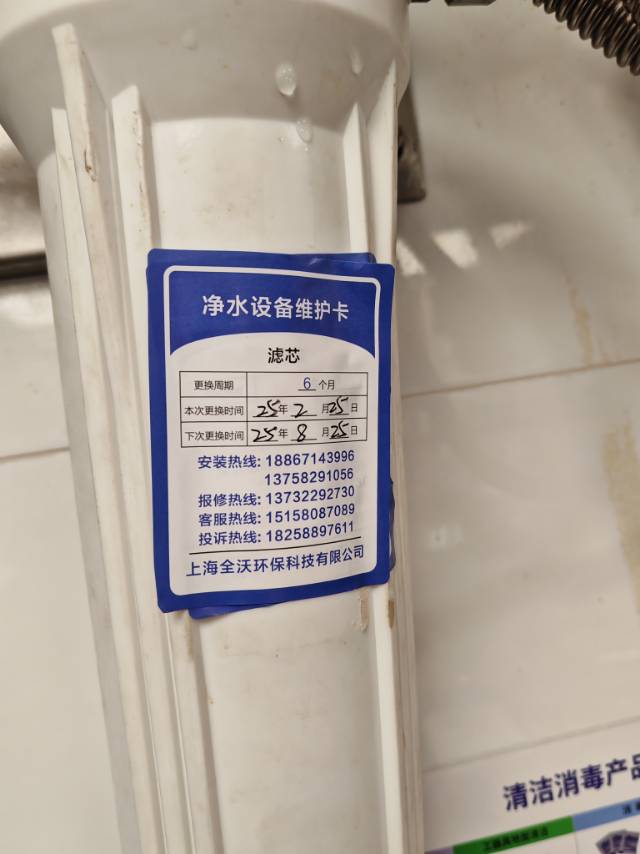 净水设备维护卡
滤芯
更换周期 6 个月
本次更换时间 25年 2 月25日
下次更换时间 25年 8 月25日
安装热线: 18867143996
13758291056
报修热线: 13732292730
客服热线: 15158087089
投诉热线: 18258897611
上海全沃环保科技有限公司
清洁消毒产品